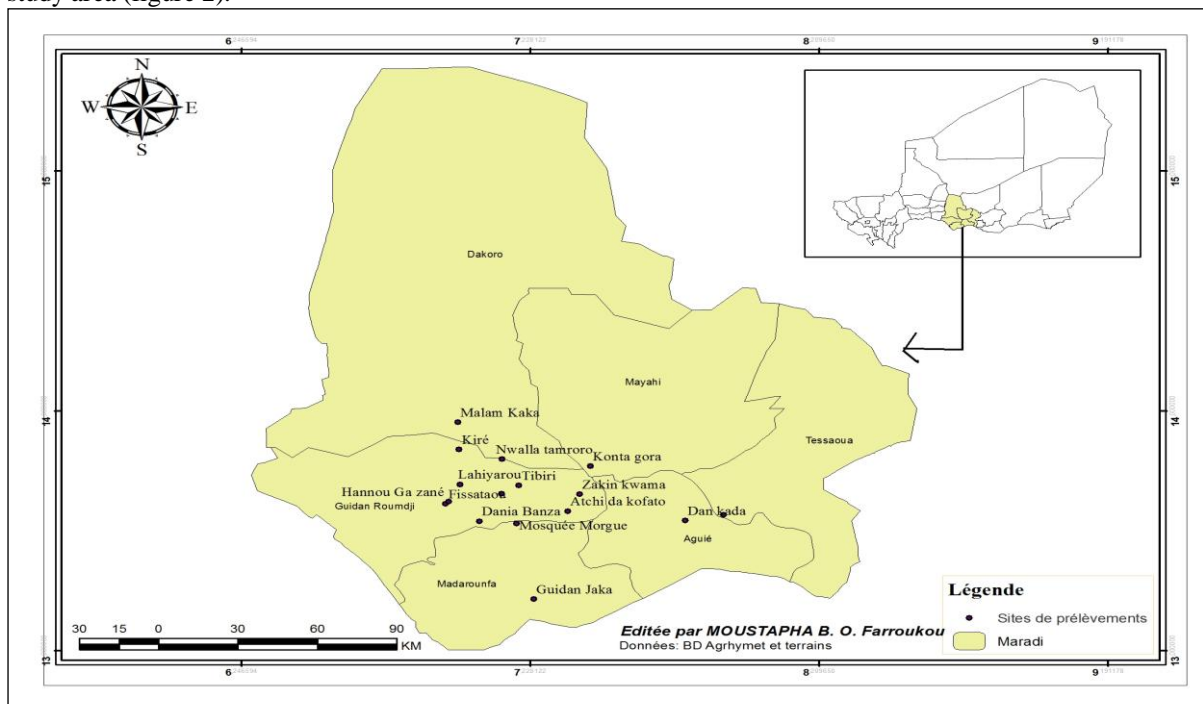 study area (figure 2).
6 7 8 9
N
W E
S
15
15
Dakoro
Mayahi
14
14
Tessaoua
Malam Kaka
Kiré
Nwalla tamroro
Konta gora
Lahiyarou
Tibiri
Zakin kwama
Hannou Ga zané
Fissataou
Atchi da kofato
Guidan Roumdji
Dania Banza
Dan kada
Mosquée Morgue
Aguié
Madarounfa
Guidan Jaka
Légende
Sites de prélèvements
Maradi
30 15 0 30 60 90
KM
Editée par MOUSTAPHA B. O. Farroukou
Données: BD Agrhymet et terrains
13
13
6 7 8 9